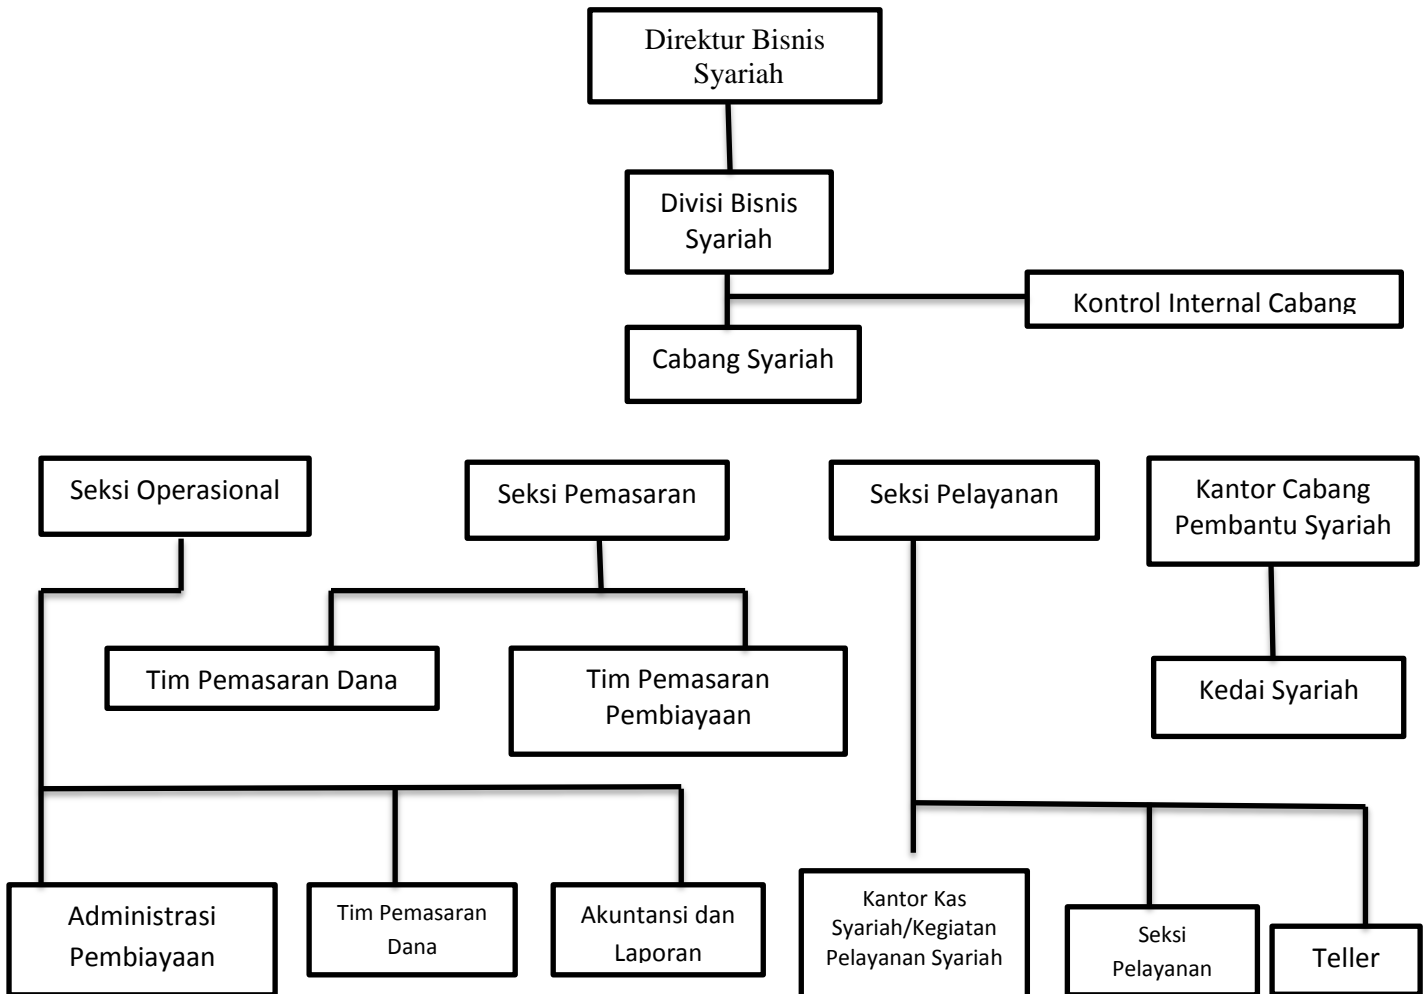 Direktur Bisnis
Syariah
Divisi Bisnis
Syariah
Kontrol Internal Cabang
Cabang Syariah
Seksi Operasional
Seksi Pemasaran
Seksi Pelayanan
Kantor Cabang
Pembantu Syariah
Tim Pemasaran Dana
Tim Pemasaran
Pembiayaan
Kedai Syariah
Administrasi
Pembiayaan
Tim Pemasaran
Dana
Akuntansi dan
Laporan
Kantor Kas
Syariah/Kegiatan
Pelayanan Syariah
Seksi
Pelayanan
Teller